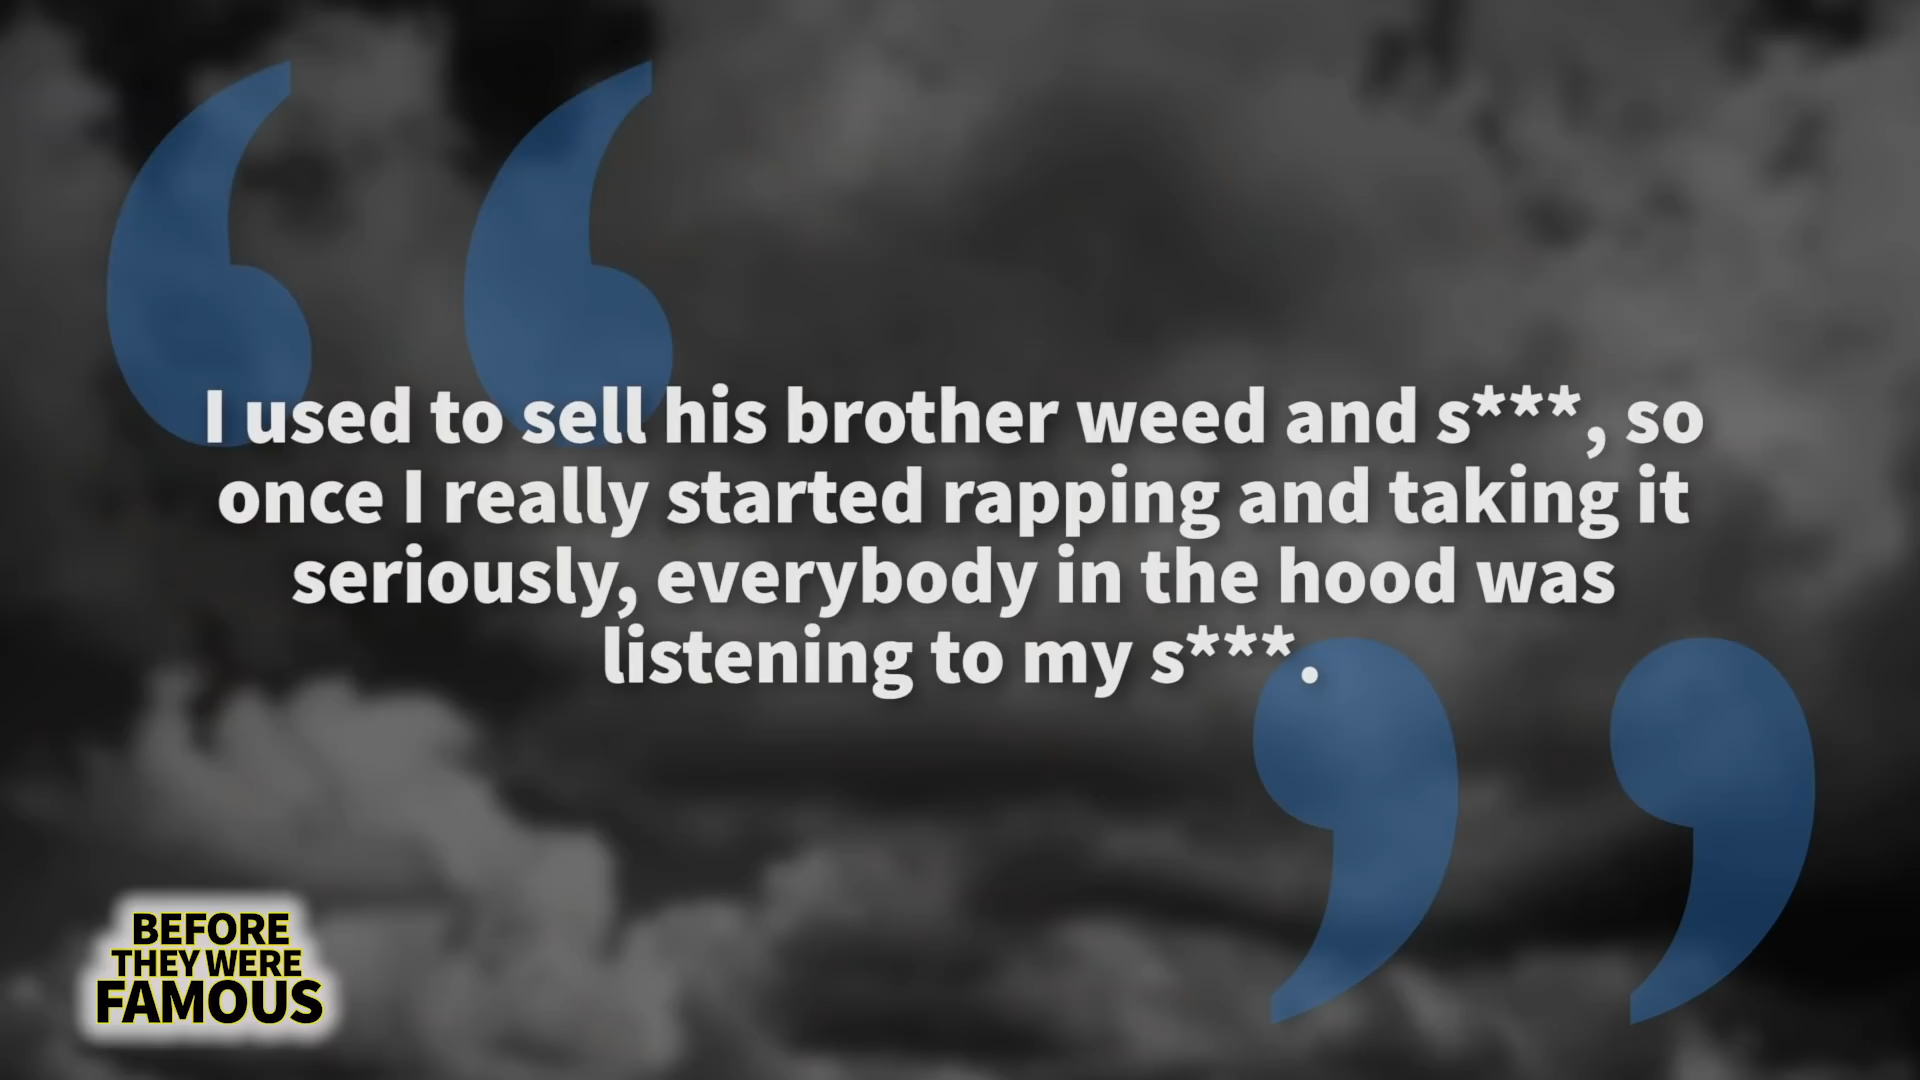 I used to sell his brother weed and s***, so
once I really started rapping and taking it
seriously, everybody in the hood was
listening to my s***.
BEFORE
THEY WERE
FAMOUS